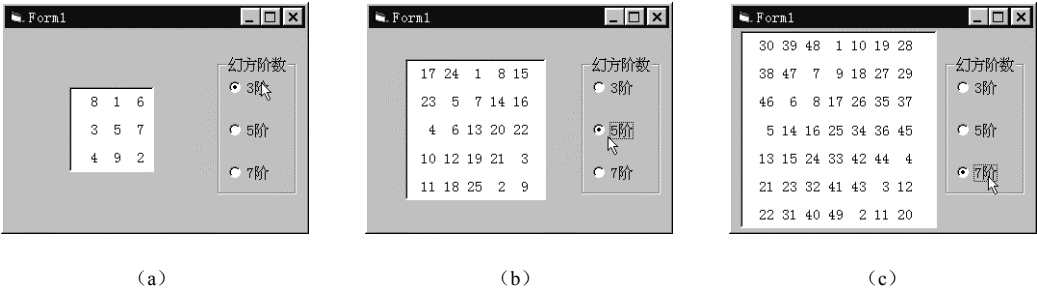 Form1
8 1 6
3 5 7
4 9 2
幻方阶数
3阶
5阶
7阶
(a)
Form1
17 24 1 8 15
23 5 7 14 16
4 6 13 20 22
10 12 19 21 3
11 18 25 2 9
幻方阶数
3阶
5阶
7阶
(b)
Form1
30 39 48 1 10 19 28
38 47 7 9 18 27 29
46 6 8 17 26 35 37
5 14 16 25 34 36 45
13 15 24 33 42 44 4
21 23 32 41 43 3 12
22 31 40 49 2 11 20
幻方阶数
3阶
5阶
7阶
(c)